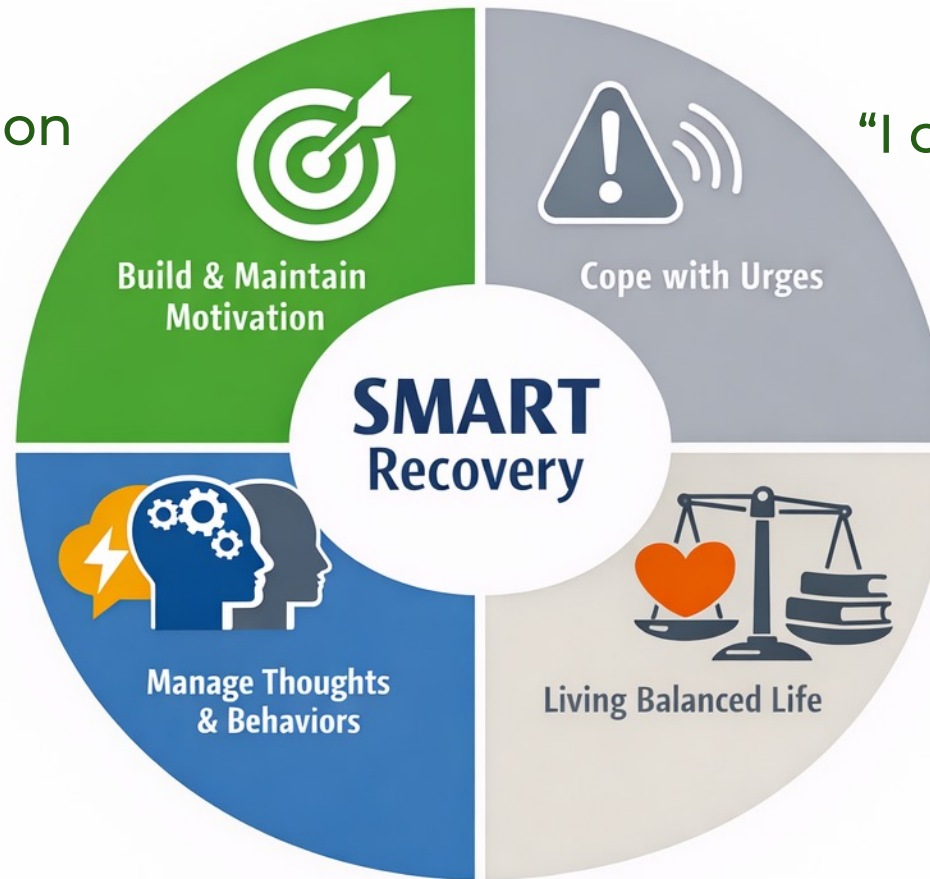 on
“I
Build & Maintain
Motivation
Cope with Urges
SMART
Recovery
Manage Thoughts
& Behaviors
Living Balanced Life